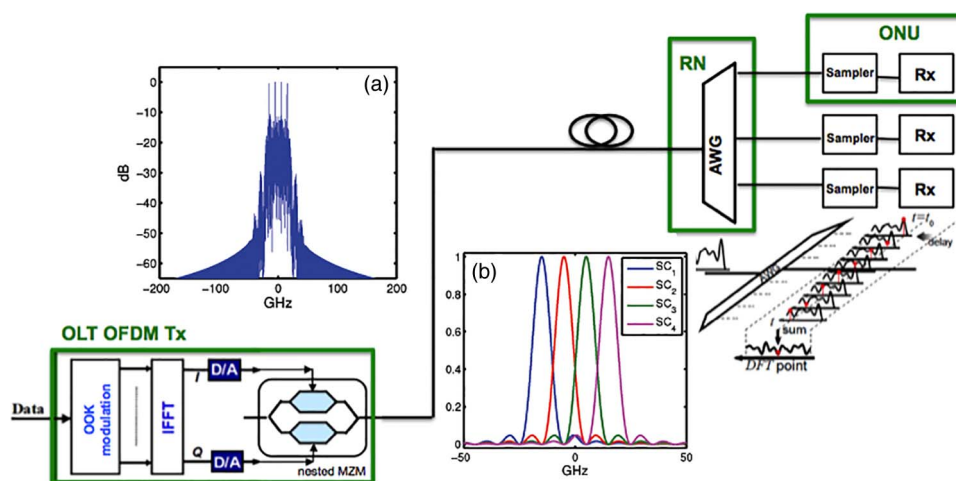 (a)
0
−10
−20
−30
−40
−50
−60
dB
−200
−100
0
100
200
GHz
RN
AWG
ONU
Sampler
Rx
Sampler
Rx
Sampler
Rx
t=t₀
delay
AWG
t
sum
DFT point
(b)
SC₁
SC₂
SC₃
SC₄
1
0.8
0.6
0.4
0.2
0
−50
0
50
GHz
OLT OFDM Tx
Data
OOK
modulation
IFFT
I
D/A
Q
D/A
nested MZM